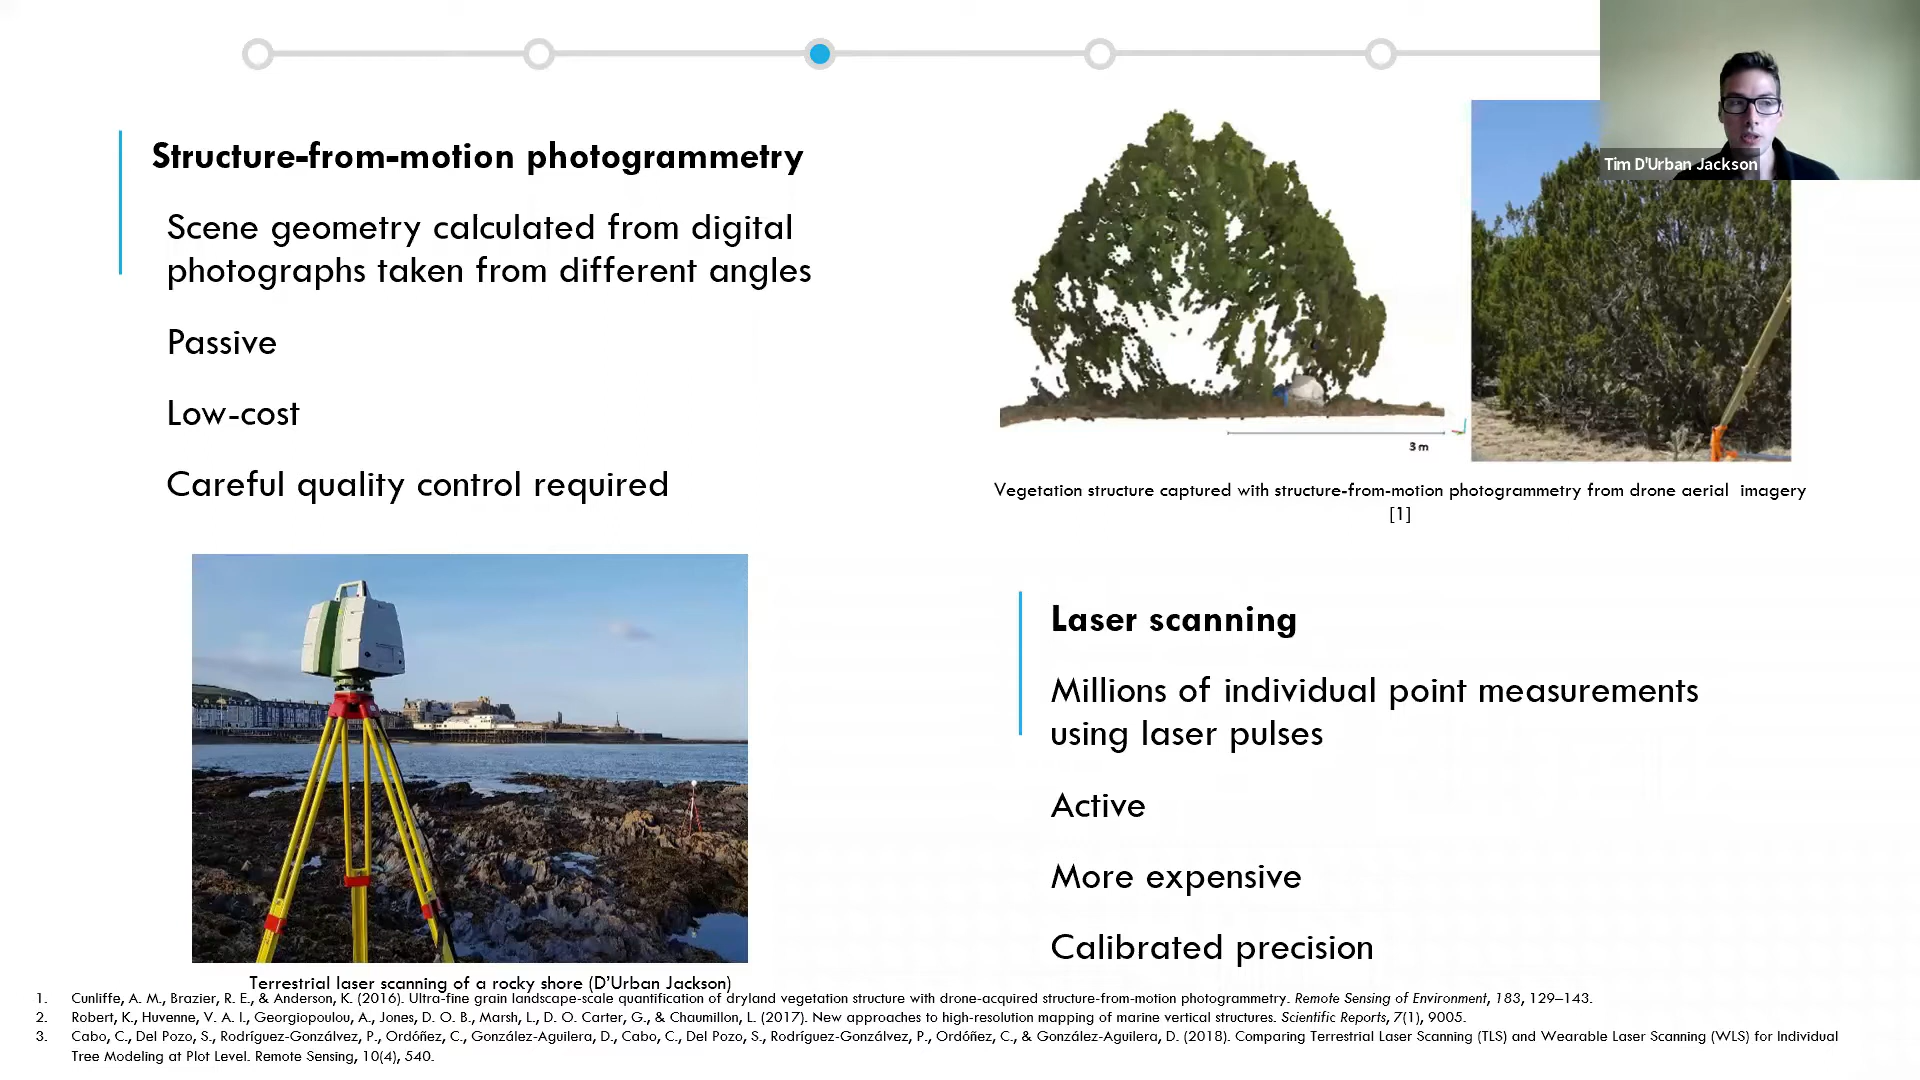 Structure-from-motion photogrammetry
Scene geometry calculated from digital
photographs taken from different angles
Passive
Low-cost
Careful quality control required
Tim D'Urban Jackson
3 m
Vegetation structure captured with structure-from-motion photogrammetry from drone aerial imagery
[1]
Terrestrial laser scanning of a rocky shore (D'Urban Jackson)
Laser scanning
Millions of individual point measurements
using laser pulses
Active
More expensive
Calibrated precision
1. Cunliffe, A. M., Brazier, R. E., & Anderson, K. (2016). Ultra-fine grain landscape-scale quantification of dryland vegetation structure with drone-acquired structure-from-motion photogrammetry. Remote Sensing of Environment, 183, 129–143.
2. Robert, K., Huvenne, V. A. I., Georgiopoulou, A., Jones, D. O. B., Marsh, L., D. O. Carter, G., & Chaumillon, L. (2017). New approaches to high-resolution mapping of marine vertical structures. Scientific Reports, 7(1), 9005.
3. Cabo, C., Del Pozo, S., Rodríguez-Gonzálvez, P., Ordóñez, C., González-Aguilera, D., Cabo, C., Del Pozo, S., Rodríguez-Gonzálvez, P., Ordóñez, C., & González-Aguilera, D. (2018). Comparing Terrestrial Laser Scanning (TLS) and Wearable Laser Scanning (WLS) for Individual
Tree Modeling at Plot Level. Remote Sensing, 10(4), 540.